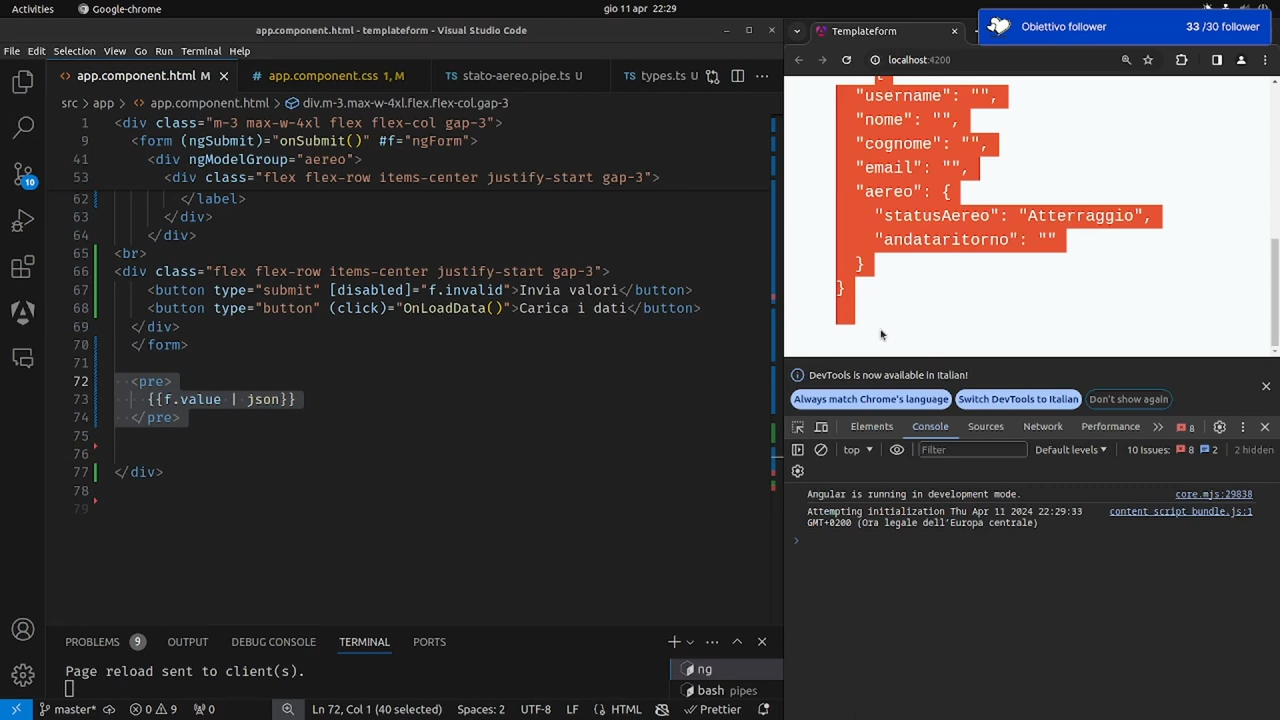 Activities
Google-chrome
gio 11 apr 22:29
app.component.html - templateform - Visual Studio Code
File Edit Selection View Go Run Terminal Help
app.component.html M
app.component.css 1, M
stato-aereo.pipe.ts U
types.ts U
src > app > app.component.html > div.m-3.max-w-4xl.flex.flex-col.gap-3
1 <div class="m-3 max-w-4xl flex flex-col gap-3">
9 <form (ngSubmit)="onSubmit()" #f="ngForm">
41 <div ngModelGroup="aereo">
53 <div class="flex flex-row items-center justify-start gap-3">
62 </label>
63 </div>
64 </div>
65 <br>
66 <div class="flex flex-row items-center justify-start gap-3">
67 <button type="submit" [disabled]="f.invalid">Invia valori</button>
68 <button type="button" (click)="OnLoadData()">Carica i dati</button>
69 </div>
70 </form>
71
72 <pre>
73 {{f.value | json}}
74 </pre>
75
76
77 </div>
78
79
10
PROBLEMS 9 OUTPUT DEBUG CONSOLE TERMINAL PORTS
Page reload sent to client(s).
ng
bash pipes
master* 0 9 0 Ln 72, Col 1 (40 selected) Spaces: 2 UTF-8 LF HTML Prettier
Obiettivo follower 33 /30 follower
Templateform
localhost:4200
{
"username": "",
"nome": "",
"cognome": "",
"email": "",
"aereo": {
"statusAereo": "Atterraggio",
"andataritorno": ""
}
}
DevTools is now available in Italian!
Always match Chrome's language
Switch DevTools to Italian
Don't show again
Elements Console Sources Network Performance 8
top Filter Default levels 10 Issues: 8 2 2 hidden
Angular is running in development mode. core.mjs:29838
Attempting initialization Thu Apr 11 2024 22:29:33 content script bundle.js:1
GMT+0200 (Ora legale dell'Europa centrale)